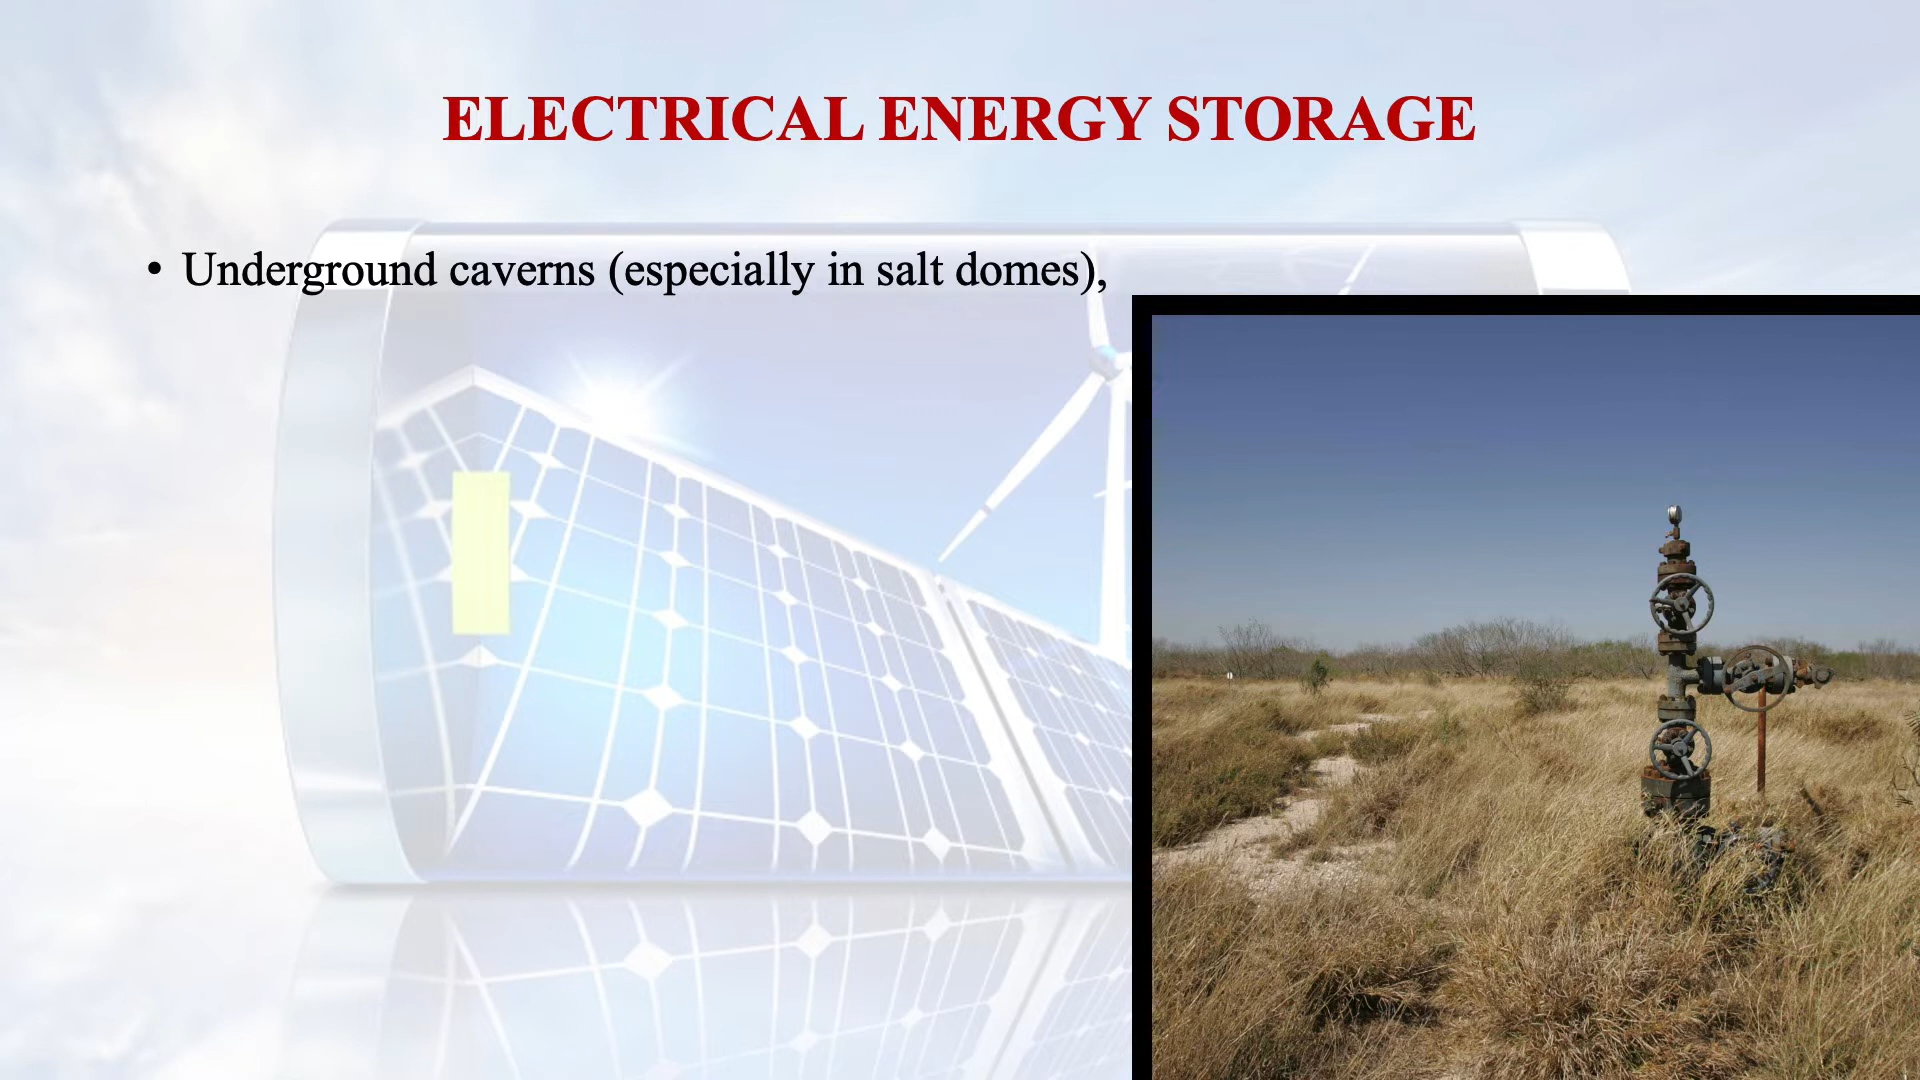 ELECTRICAL ENERGY STORAGE
• Underground caverns (especially in salt domes),